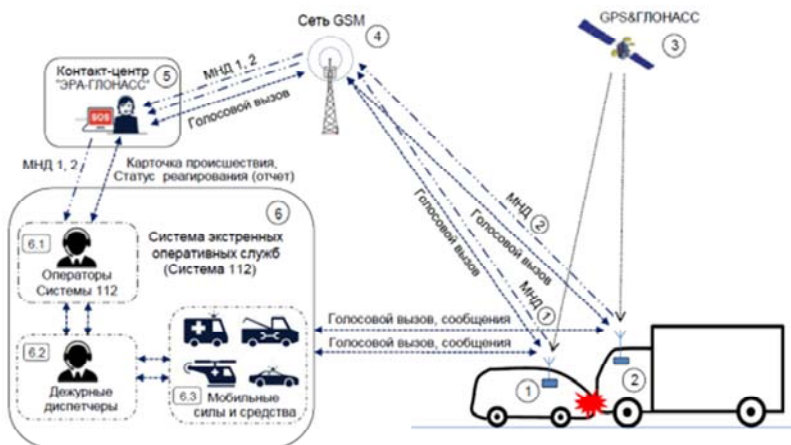 Сеть GSM
4
GPS&ГЛОНАСС
3
Контакт-центр
"ЭРА-ГЛОНАСС"
5
SOS
МНД 1, 2
Голосовой вызов
МНД 1, 2
Карточка происшествия,
Статус реагирования (отчет)
6
6.1
Операторы
Системы 112
Система экстренных
оперативных служб
(Система 112)
МНД 2
Голосовой вызов
Голосовой вызов
МНД 1
6.2
Дежурные
диспетчеры
6.3
Мобильные
силы и средства
Голосовой вызов, сообщения
Голосовой вызов, сообщения
1
2